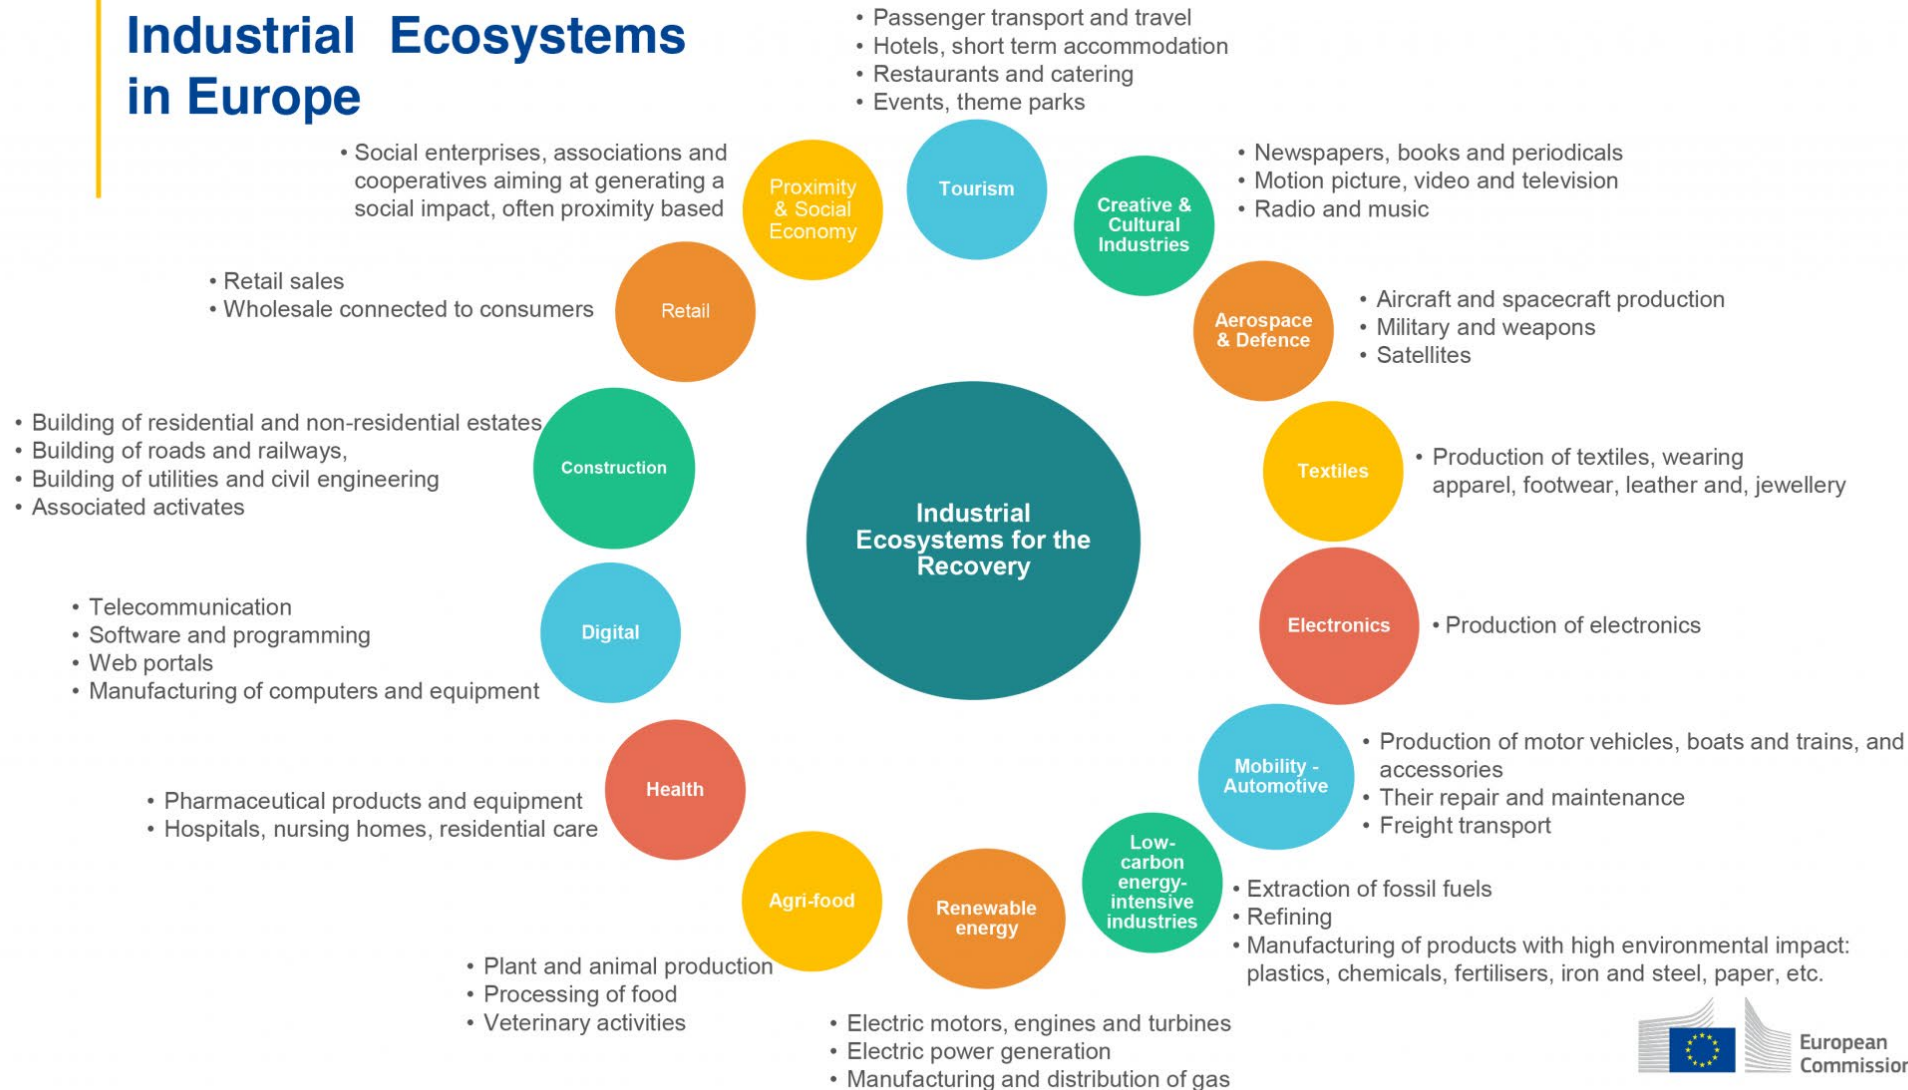 Industrial Ecosystems
in Europe
• Passenger transport and travel
• Hotels, short term accommodation
• Restaurants and catering
• Events, theme parks
Tourism
• Newspapers, books and periodicals
• Motion picture, video and television
• Radio and music
Creative &
Cultural
Industries
• Aircraft and spacecraft production
• Military and weapons
• Satellites
Aerospace
& Defence
• Production of textiles, wearing
apparel, footwear, leather and, jewellery
Textiles
Electronics
• Production of electronics
Mobility -
Automotive
• Production of motor vehicles, boats and trains, and
accessories
• Their repair and maintenance
• Freight transport
Low-
carbon
energy-
intensive
industries
• Extraction of fossil fuels
• Refining
• Manufacturing of products with high environmental impact:
plastics, chemicals, fertilisers, iron and steel, paper, etc.
Renewable
energy
• Electric motors, engines and turbines
• Electric power generation
• Manufacturing and distribution of gas
Agri-food
• Plant and animal production
• Processing of food
• Veterinary activities
Health
• Pharmaceutical products and equipment
• Hospitals, nursing homes, residential care
Digital
• Telecommunication
• Software and programming
• Web portals
• Manufacturing of computers and equipment
Construction
• Building of residential and non-residential estates
• Building of roads and railways,
• Building of utilities and civil engineering
• Associated activates
Retail
• Retail sales
• Wholesale connected to consumers
Proximity
& Social
Economy
• Social enterprises, associations and
cooperatives aiming at generating a
social impact, often proximity based
Industrial
Ecosystems for the
Recovery
European
Commission